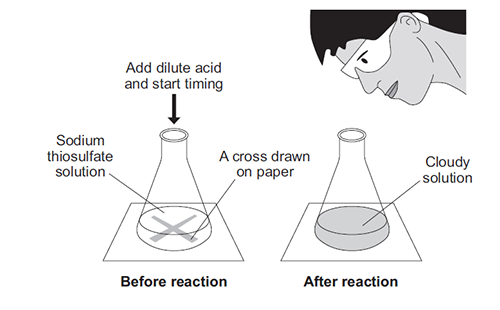 Add dilute acid
and start timing
Sodium
thiosulfate
solution
A cross drawn
on paper
Cloudy
solution
Before reaction
After reaction